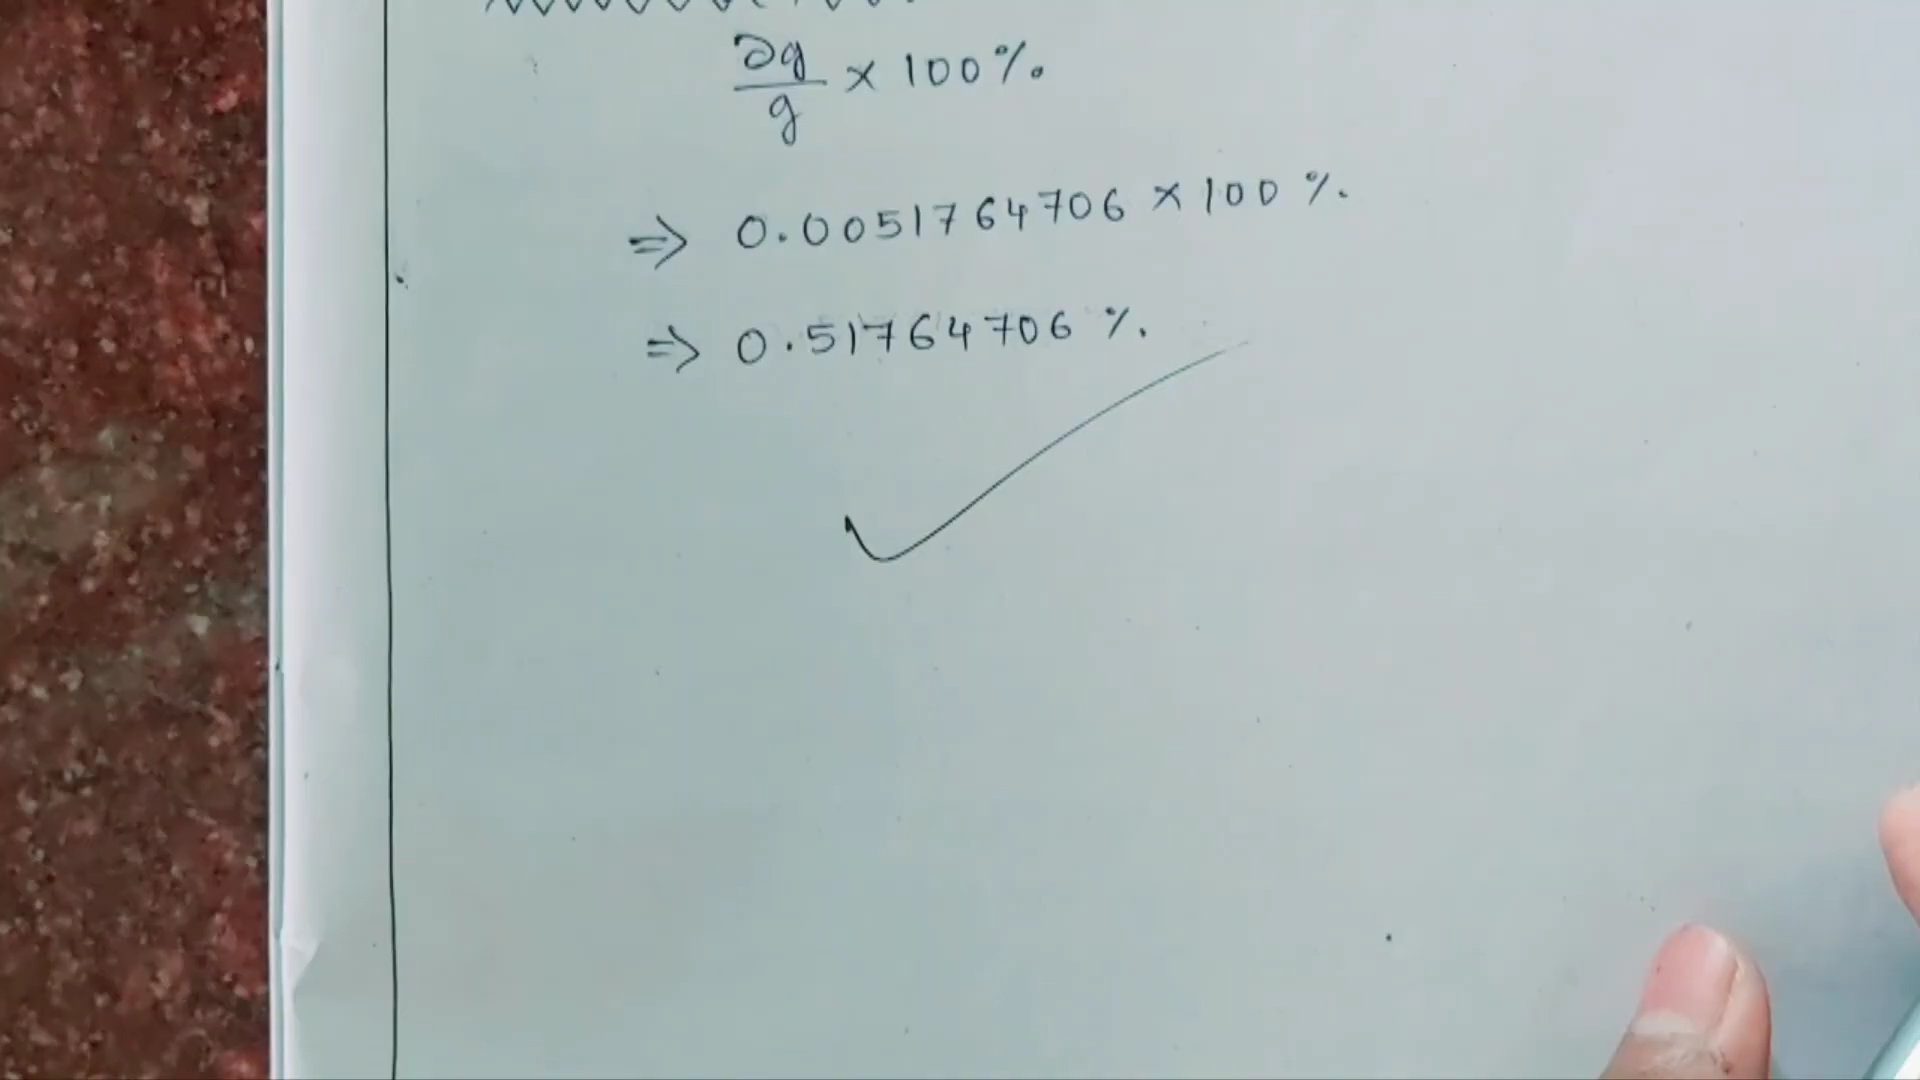 ∂g/g × 100%.
⇒ 0.0051764706 × 100 %.
⇒ 0.51764706 %.